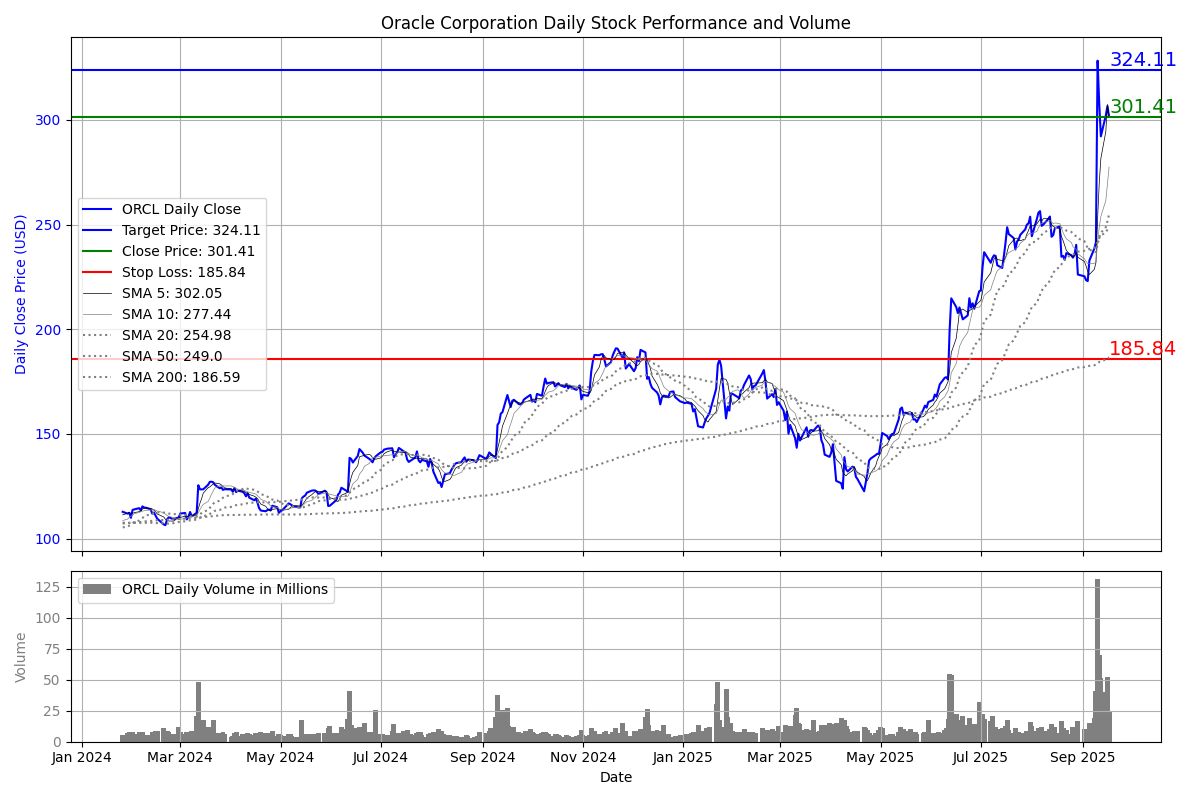 Oracle Corporation Daily Stock Performance and Volume
324.11
301.41
185.84
300
250
200
150
100
Daily Close Price (USD)
ORCL Daily Close
Target Price: 324.11
Close Price: 301.41
Stop Loss: 185.84
SMA 5: 302.05
SMA 10: 277.44
SMA 20: 254.98
SMA 50: 249.0
SMA 200: 186.59
125
100
75
50
25
0
Volume
ORCL Daily Volume in Millions
Jan 2024 Mar 2024 May 2024 Jul 2024 Sep 2024 Nov 2024 Jan 2025 Mar 2025 May 2025 Jul 2025 Sep 2025
Date